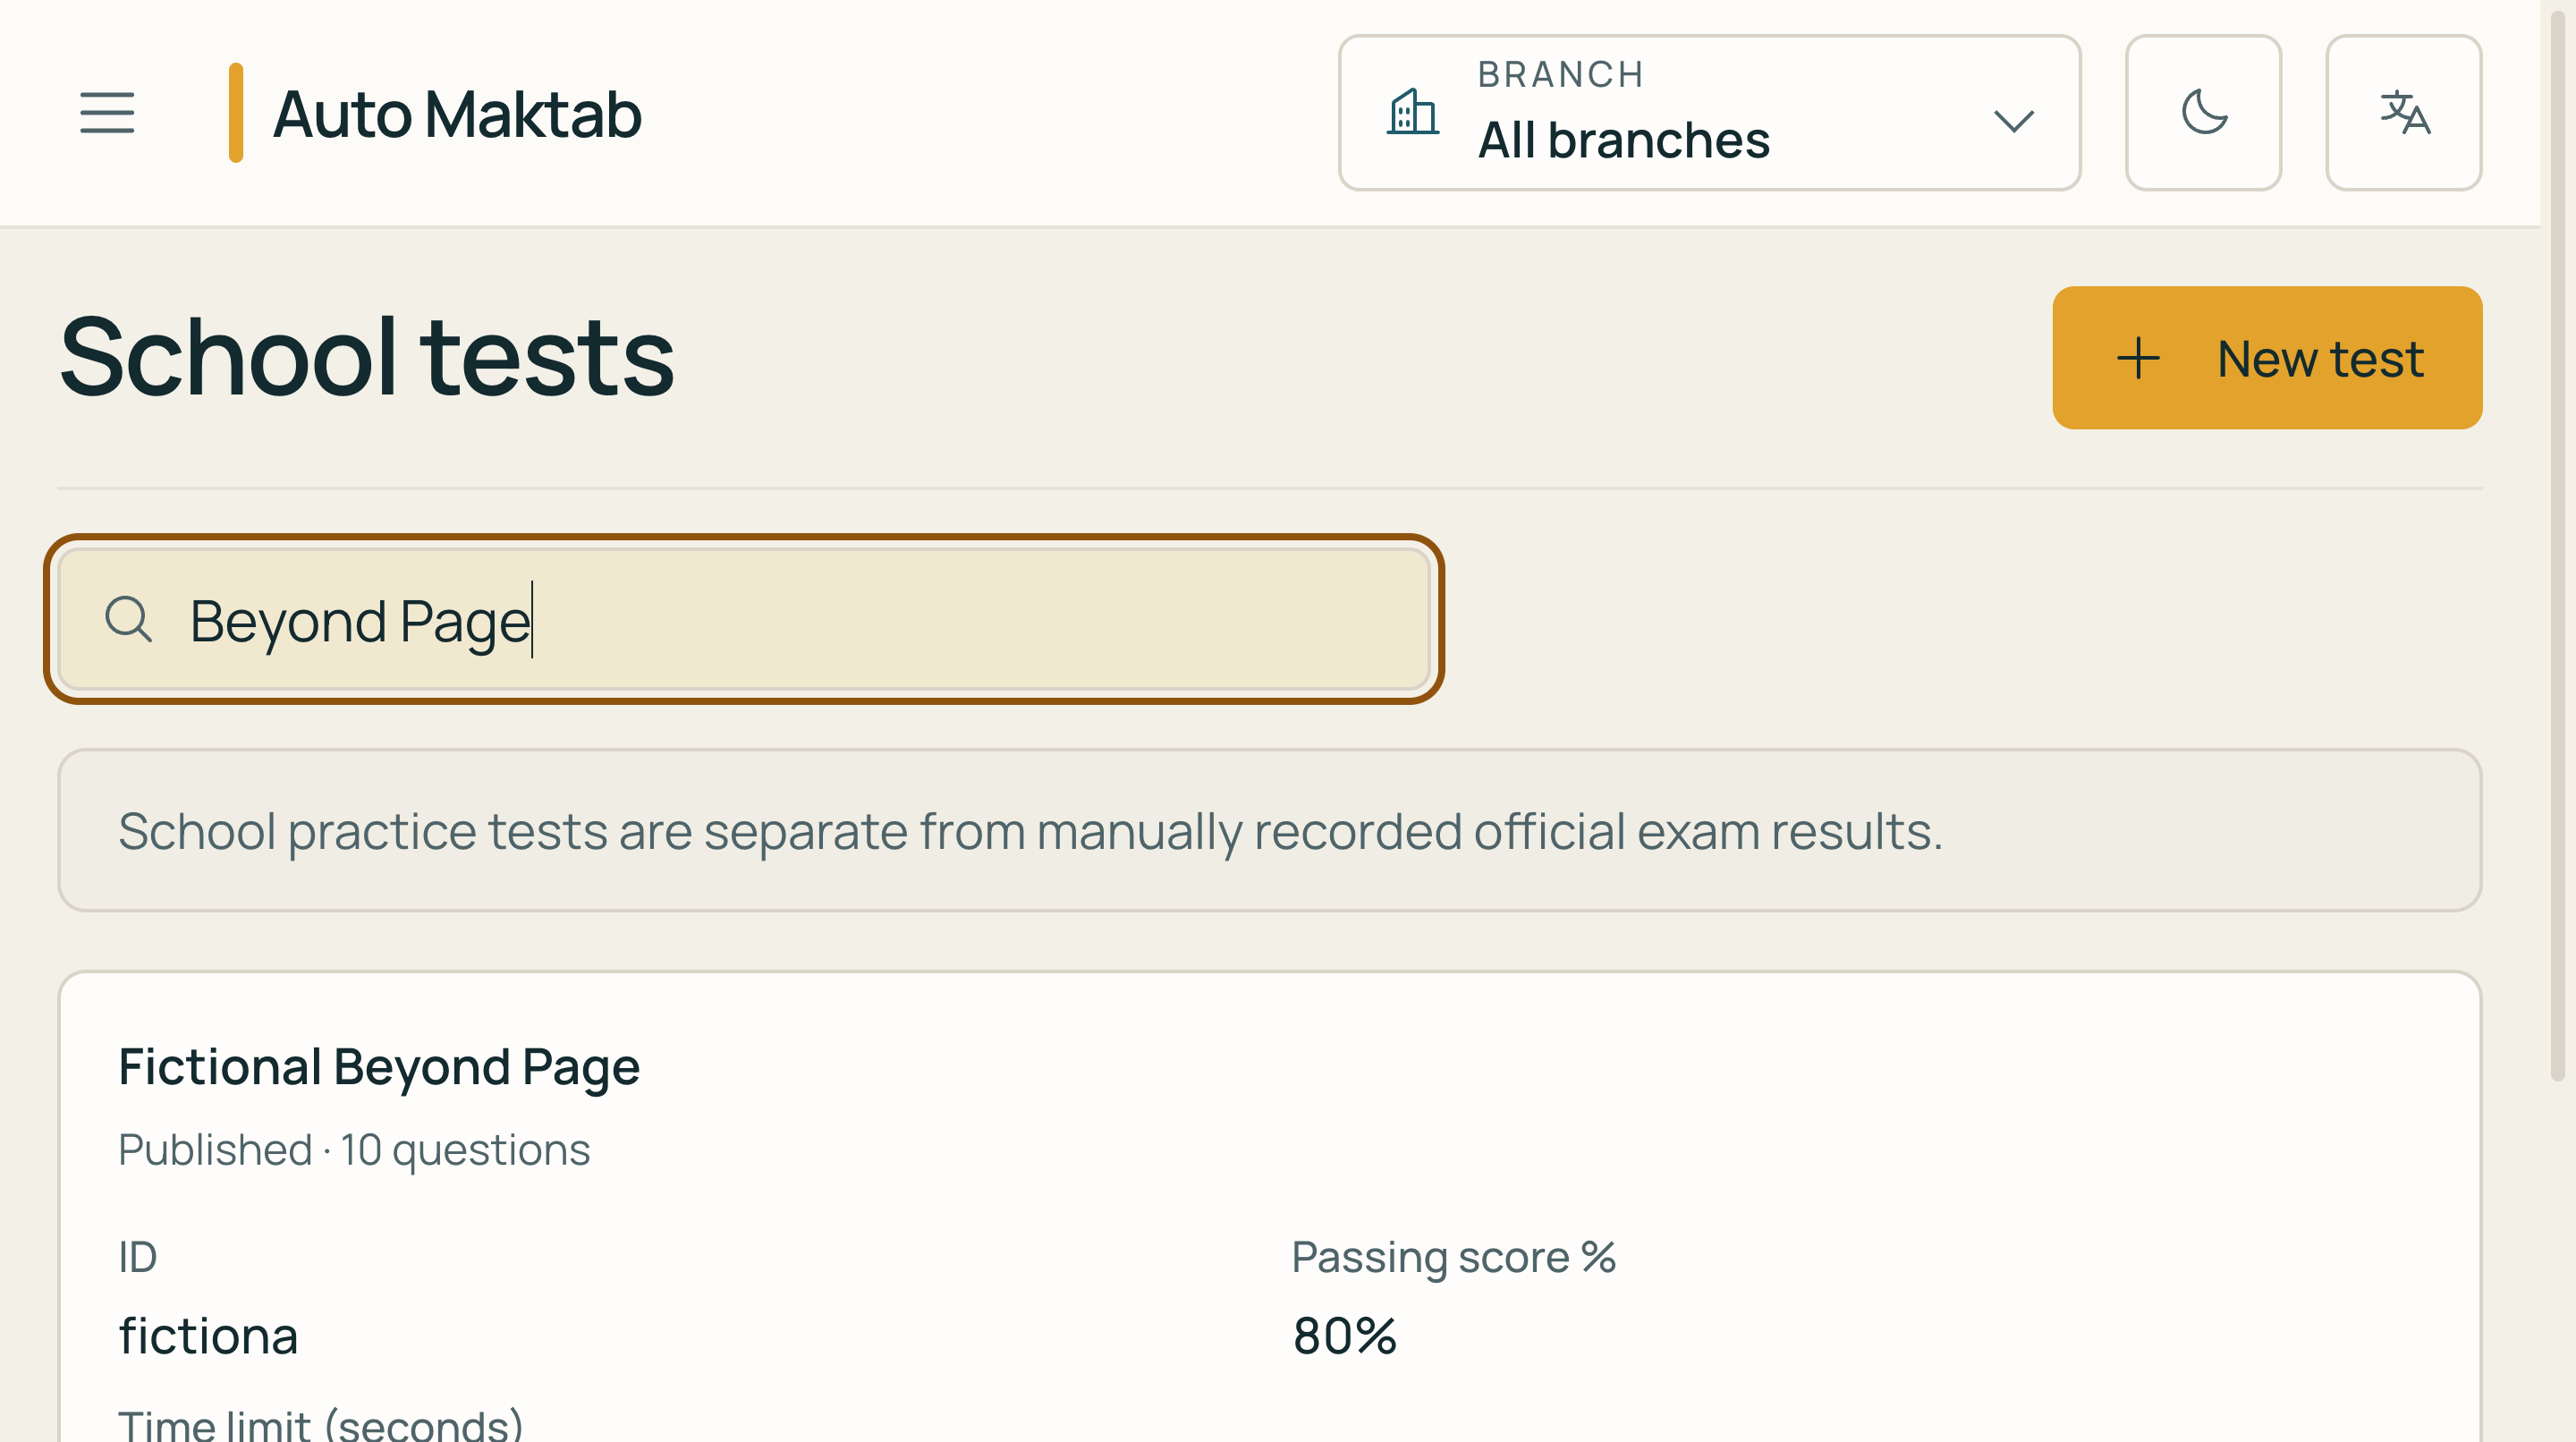 Auto Maktab
BRANCH
All branches
School tests
New test
Beyond Page
School practice tests are separate from manually recorded official exam results.
Fictional Beyond Page
Published · 10 questions
ID
Passing score %
fictiona
80%
Time limit (seconds)